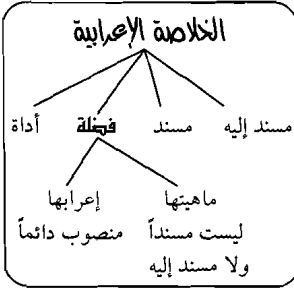 الخلاصة الإعرابية
مسند إليه مسند فضلة أداة
ماهيتها إعرابها
ليست مسنداً منصوب دائماً
ولا مسند إليه